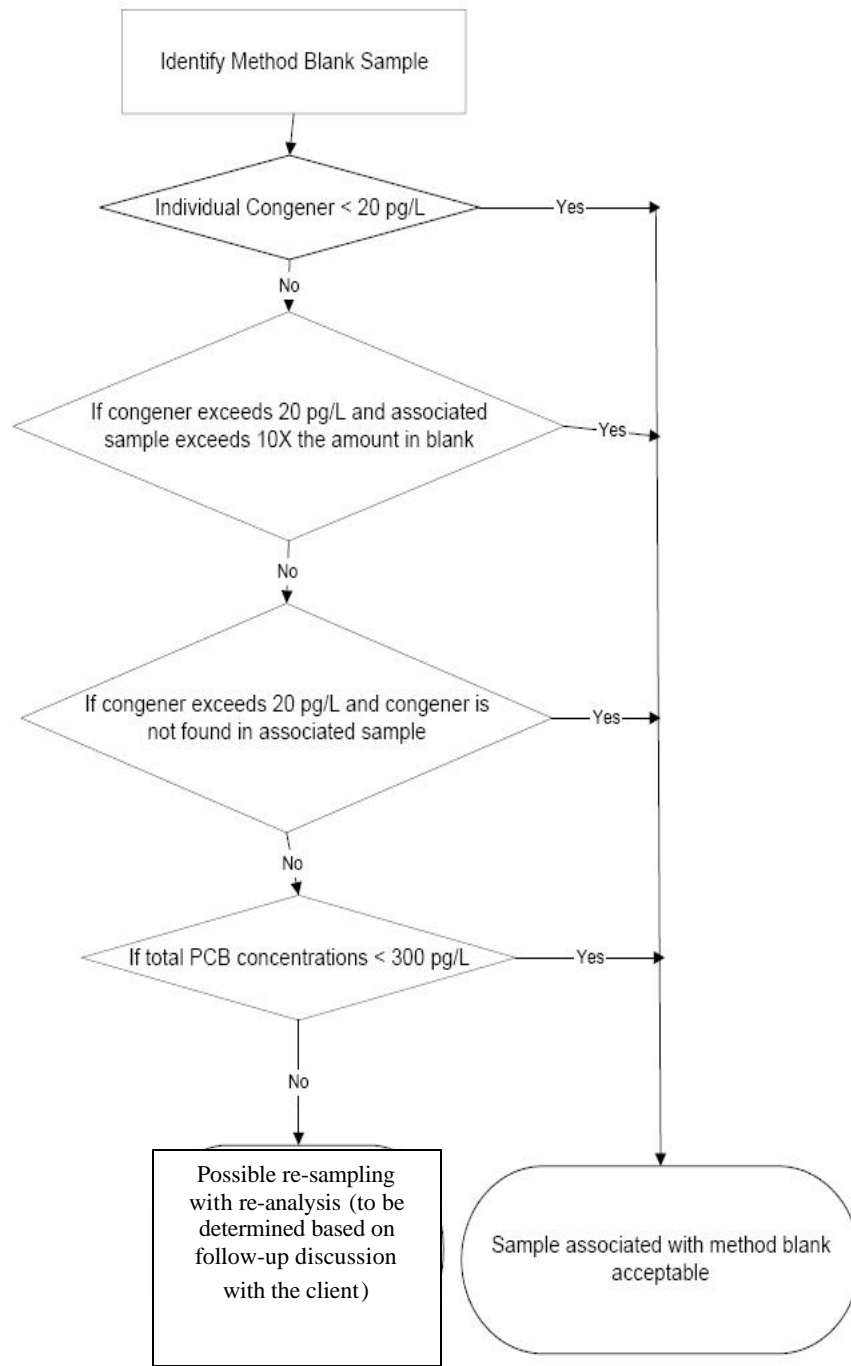 Identify Method Blank Sample
Individual Congener < 20 pg/L
Yes
No
If congener exceeds 20 pg/L and associated
sample exceeds 10X the amount in blank
Yes
No
If congener exceeds 20 pg/L and congener is
not found in associated sample
Yes
No
If total PCB concentrations < 300 pg/L
Yes
No
Possible re-sampling
with re-analysis (to be
determined based on
follow-up discussion
with the client)
Sample associated with method blank
acceptable